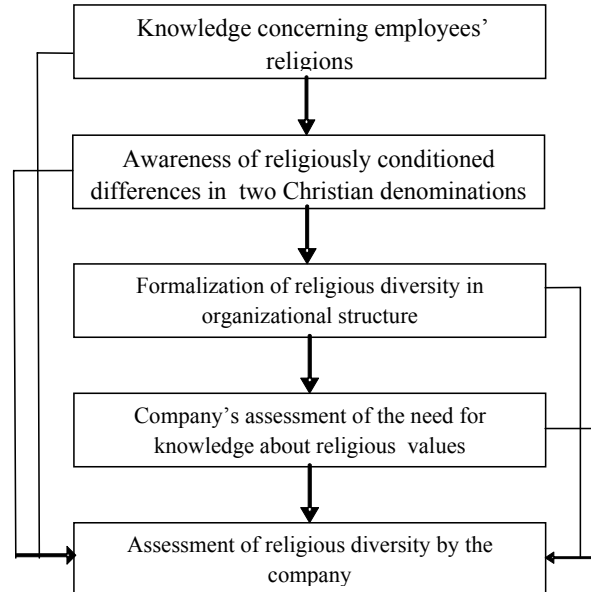 Knowledge concerning employees’
religions
Awareness of religiously conditioned
differences in two Christian denominations
Formalization of religious diversity in
organizational structure
Company’s assessment of the need for
knowledge about religious values
Assessment of religious diversity by the
company